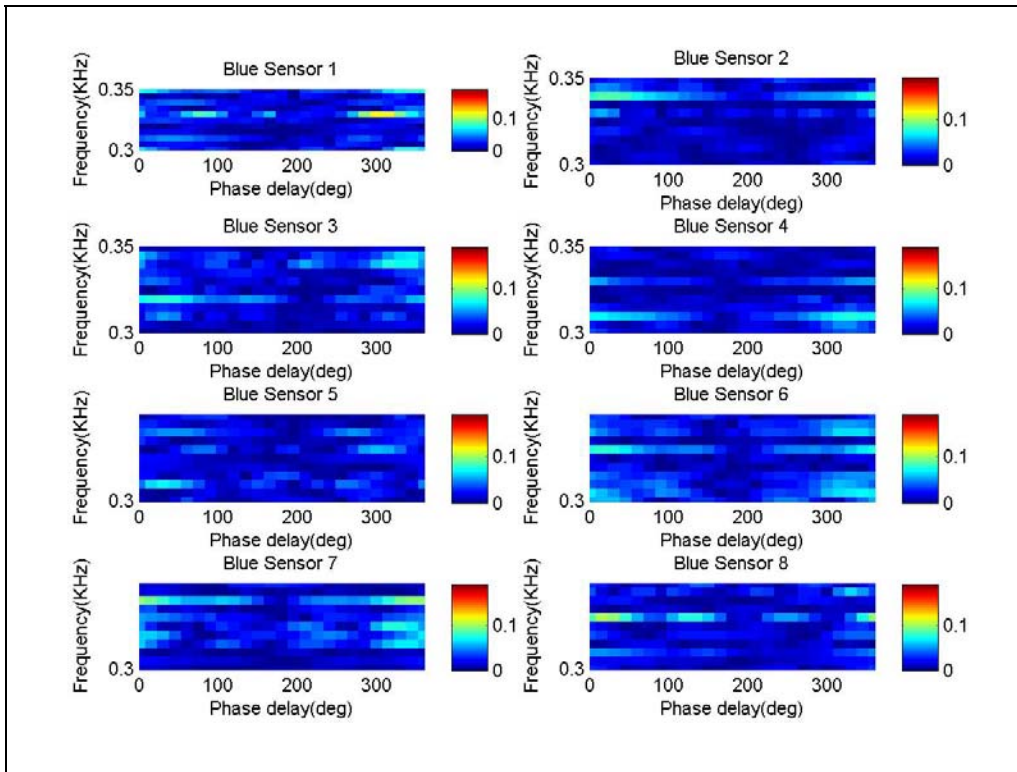 Blue Sensor 1
Frequency(KHz)
0.35
0.3
0 100 200 300
Phase delay(deg)
0.1
0
Blue Sensor 2
Frequency(KHz)
0.35
0.3
0 100 200 300
Phase delay(deg)
0.1
0
Blue Sensor 3
Frequency(KHz)
0.35
0.3
0 100 200 300
Phase delay(deg)
0.1
0
Blue Sensor 4
Frequency(KHz)
0.35
0.3
0 100 200 300
Phase delay(deg)
0.1
0
Blue Sensor 5
Frequency(KHz)
0.3
0 100 200 300
Phase delay(deg)
0.1
0
Blue Sensor 6
Frequency(KHz)
0.3
0 100 200 300
Phase delay(deg)
0.1
0
Blue Sensor 7
Frequency(KHz)
0.3
0 100 200 300
Phase delay(deg)
0.1
0
Blue Sensor 8
Frequency(KHz)
0.3
0 100 200 300
Phase delay(deg)
0.1
0